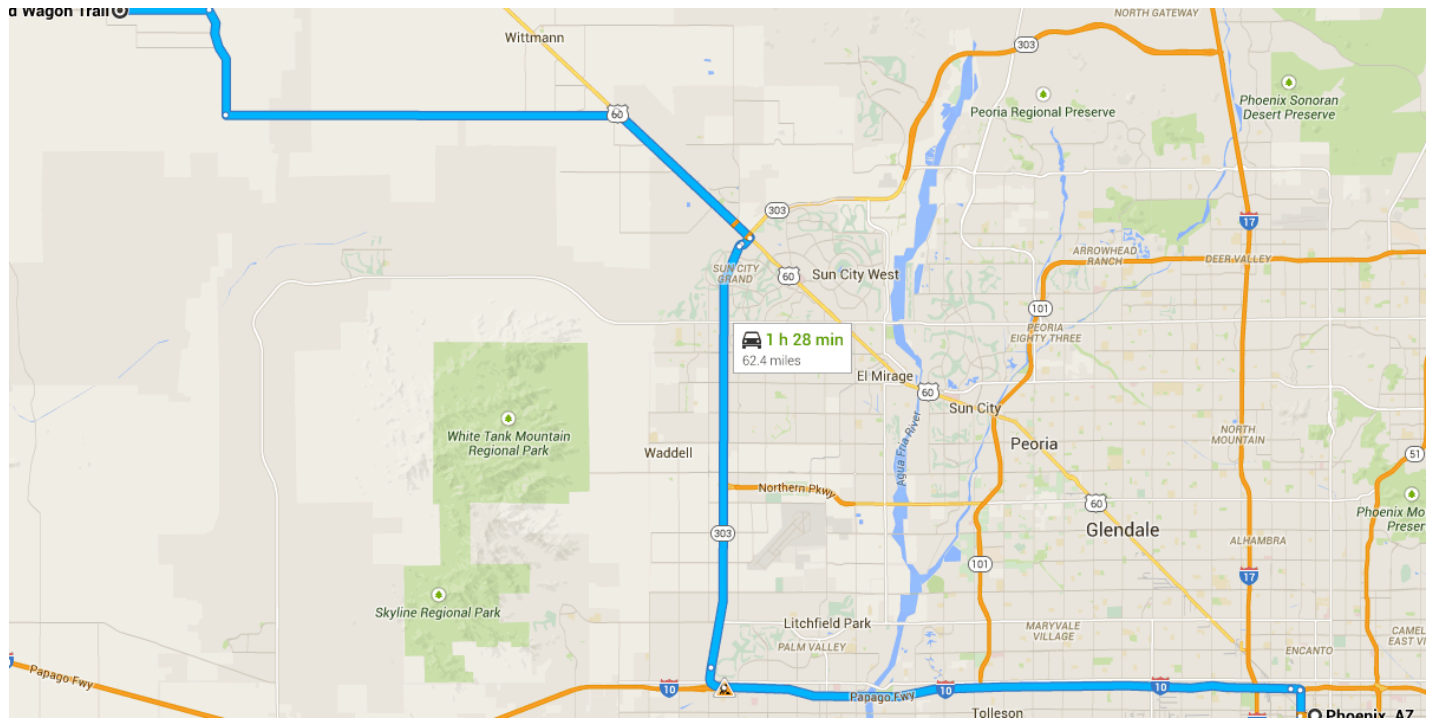 d Wagon Trail
NORTH GATEWAY
Wittmann
303
60
Peoria Regional Preserve
Phoenix Sonoran
Desert Preserve
303
17
ARROWHEAD
RANCH
DEER VALLEY
SUN CITY
GRAND
60
Sun City West
101
PEORIA
EIGHTY THREE
1 h 28 min
62.4 miles
El Mirage
60
Sun City
Agua Fria River
White Tank Mountain
Regional Park
Waddell
Peoria
NORTH
MOUNTAIN
51
Northern Pkwy
60
Phoenix Mo
Preser
303
Glendale
ALHAMBRA
101
17
Skyline Regional Park
Litchfield Park
PALM VALLEY
MARYVALE
VILLAGE
CAMEL
EAST VI
ENCANTO
Papago Fwy
10
Papago Fwy
10
10
Tolleson
Phoenix, AZ